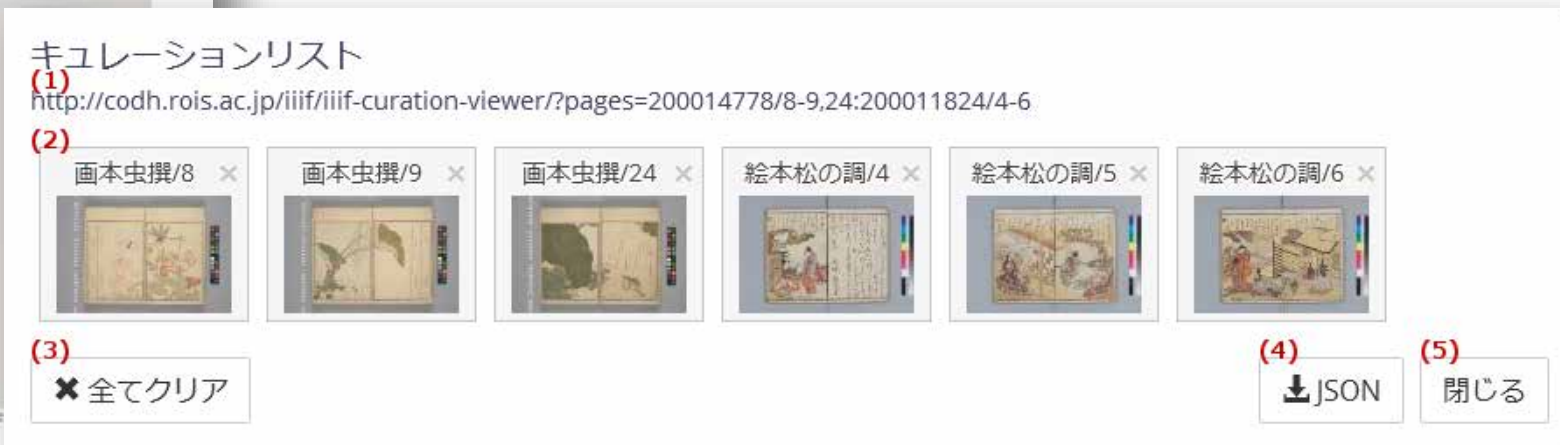 キュレーションリスト
(1)
http://codh.rois.ac.jp/iiif/iiif-curation-viewer/?pages=200014778/8-9,24:200011824/4-6
(2)
画本虫撰/8 × 画本虫撰/9 × 画本虫撰/24 × 絵本松の調/4 × 絵本松の調/5 × 絵本松の調/6 ×
(3) (4) (5)
✖全てクリア JSON 閉じる